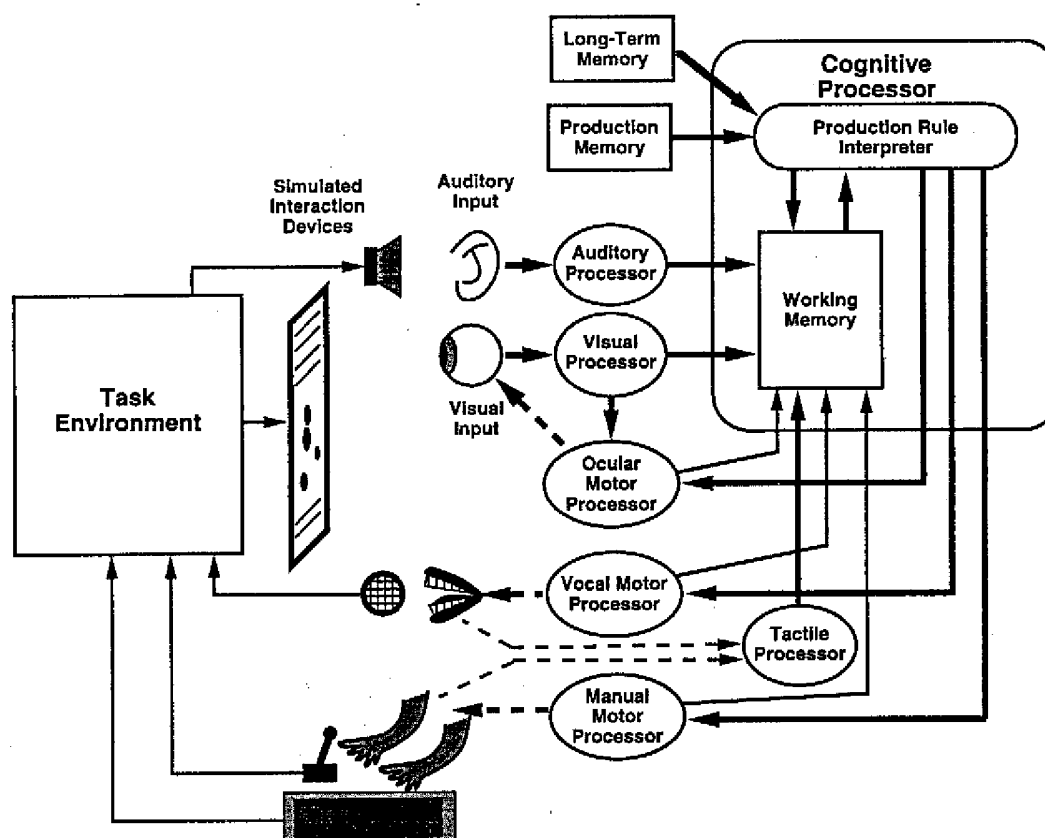 Long-Term
Memory
Cognitive
Processor
Production
Memory
Production Rule
Interpreter
Simulated
Interaction
Devices
Auditory
Input
Auditory
Processor
Working
Memory
Visual
Processor
Visual
Input
Task
Environment
Ocular
Motor
Processor
Vocal Motor
Processor
Tactile
Processor
Manual
Motor
Processor